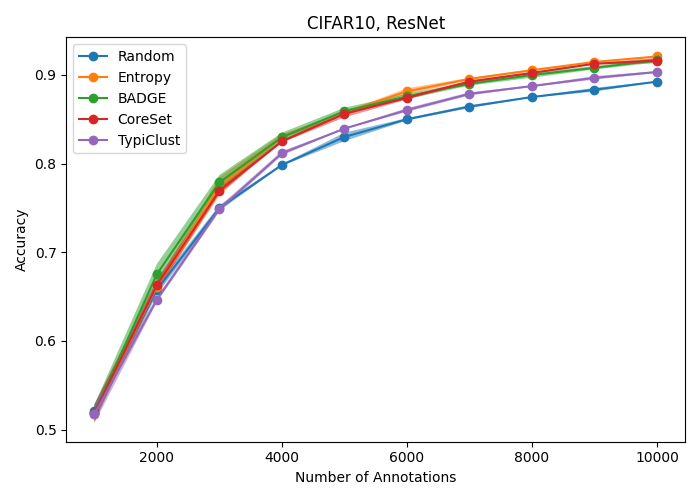 CIFAR10, ResNet
Random
Entropy
BADGE
CoreSet
TypiClust
Accuracy
0.9
0.8
0.7
0.6
0.5
2000 4000 6000 8000 10000
Number of Annotations